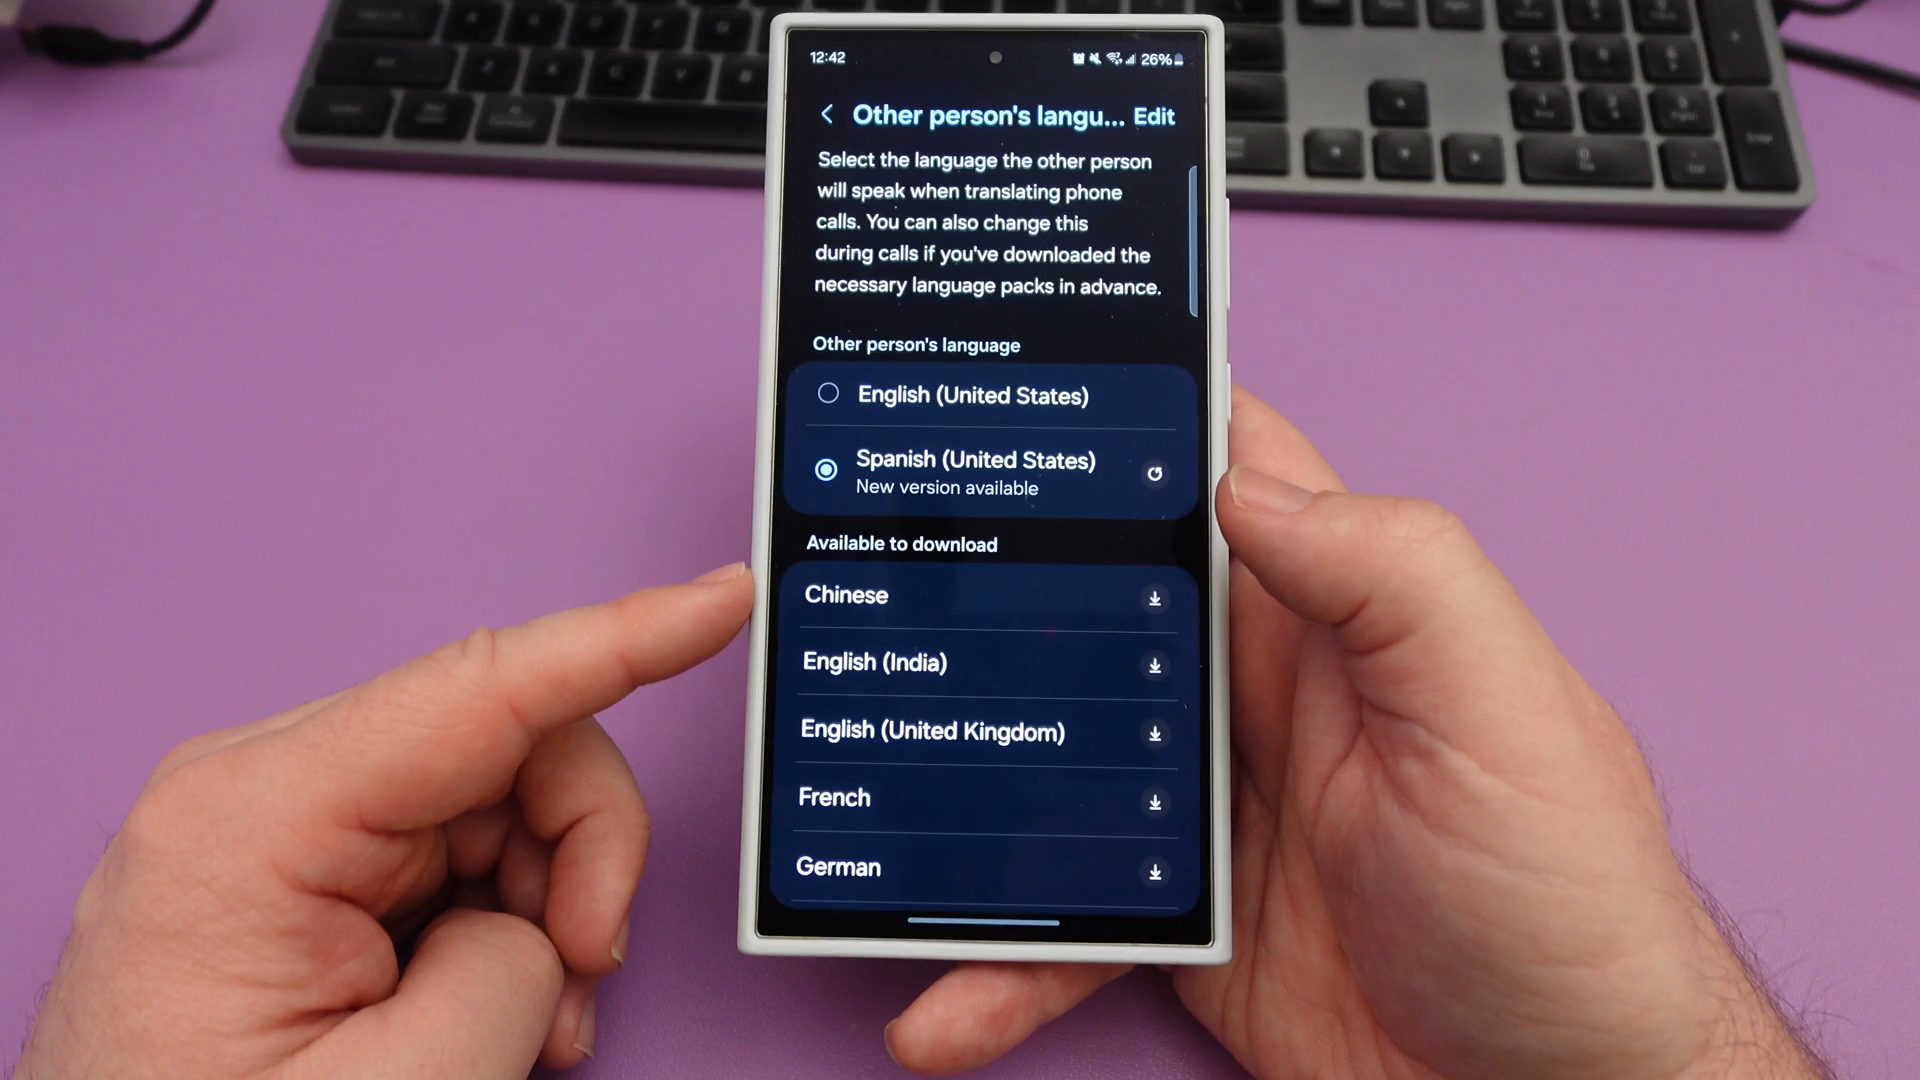 12:42 26%
Other person's langu... Edit
Select the language the other person
will speak when translating phone
calls. You can also change this
during calls if you've downloaded the
necessary language packs in advance.
Other person's language
English (United States)
Spanish (United States)
New version available
Available to download
Chinese
English (India)
English (United Kingdom)
French
German